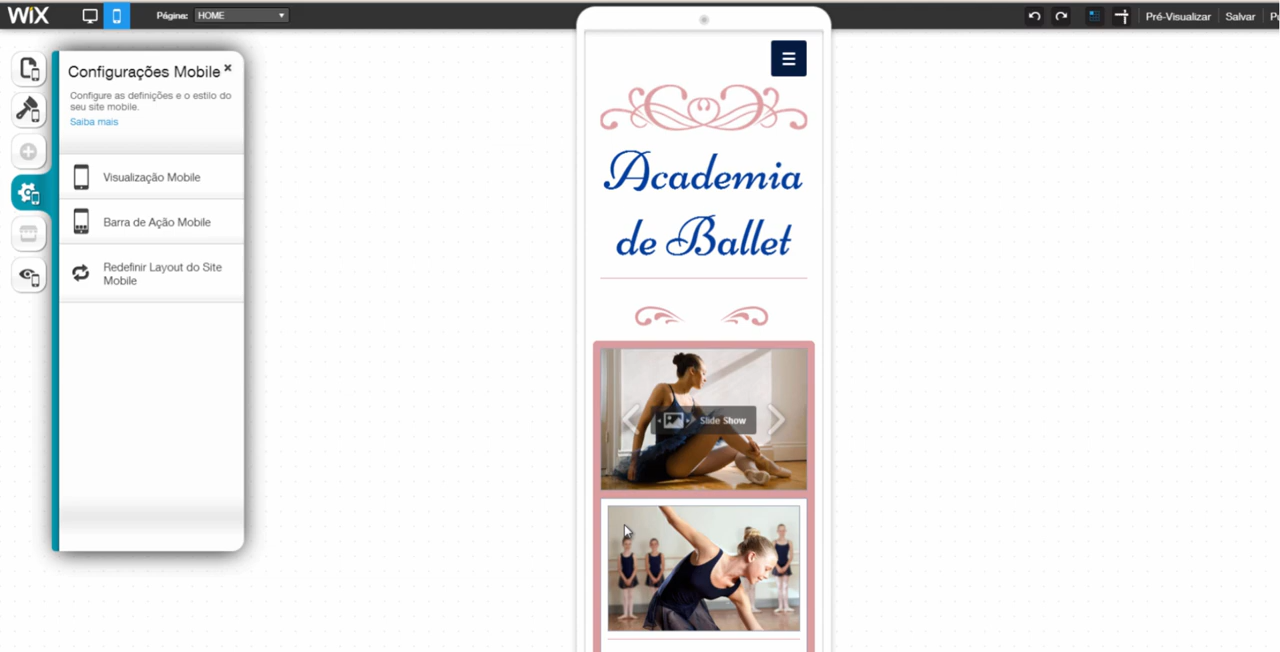 WiX
Página: HOME
Pré-Visualizar Salvar
Configurações Mobile
Configure as definições e o estilo do
seu site mobile.
Saiba mais
Visualização Mobile
Barra de Ação Mobile
Redefinir Layout do Site
Mobile
Academia
de Ballet
Slide Show